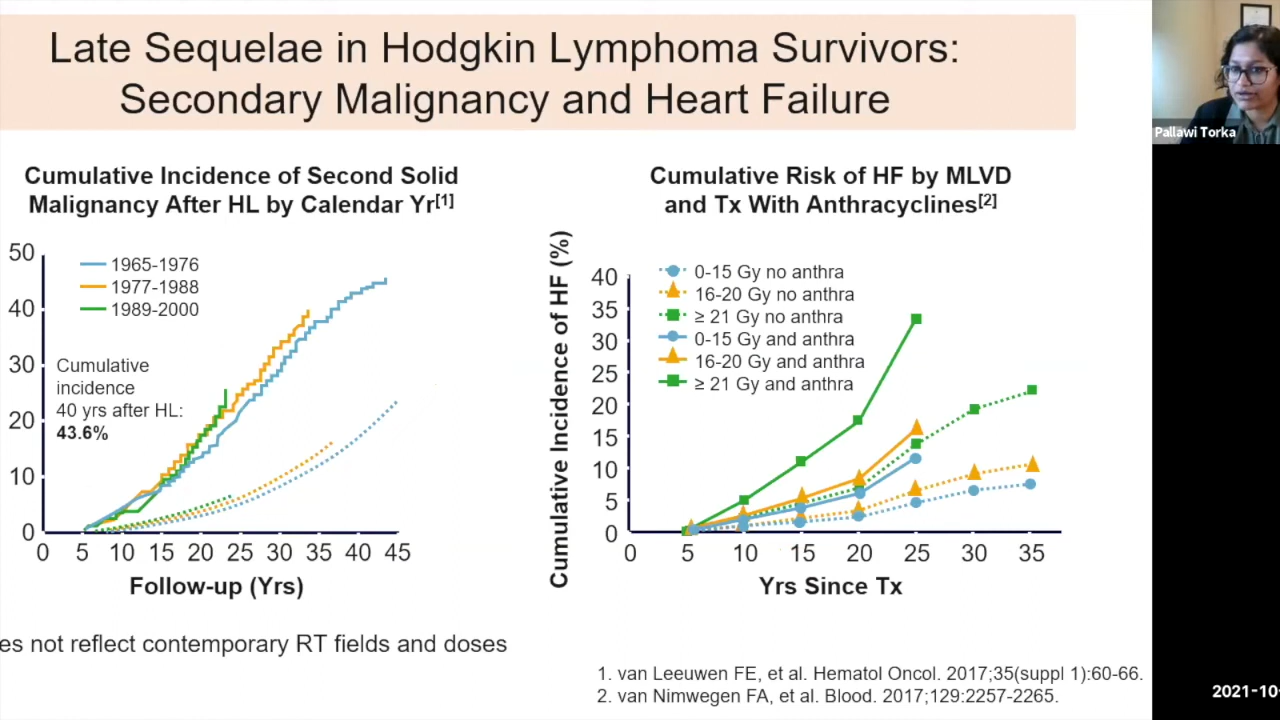 Late Sequelae in Hodgkin Lymphoma Survivors:
Secondary Malignancy and Heart Failure
Pallawi Torka
Cumulative Incidence of Second Solid
Malignancy After HL by Calendar Yr[1]
50
40
30
20
10
0
1965-1976
1977-1988
1989-2000
Cumulative
incidence
40 yrs after HL:
43.6%
0 5 10 15 20 25 30 35 40 45
Follow-up (Yrs)
Cumulative Risk of HF by MLVD
and Tx With Anthracyclines[2]
Cumulative Incidence of HF (%)
40
35
30
25
20
15
10
5
0
0-15 Gy no anthra
16-20 Gy no anthra
≥ 21 Gy no anthra
0-15 Gy and anthra
16-20 Gy and anthra
≥ 21 Gy and anthra
0 5 10 15 20 25 30 35
Yrs Since Tx
es not reflect contemporary RT fields and doses
1. van Leeuwen FE, et al. Hematol Oncol. 2017;35(suppl 1):60-66.
2. van Nimwegen FA, et al. Blood. 2017;129:2257-2265.
2021-10